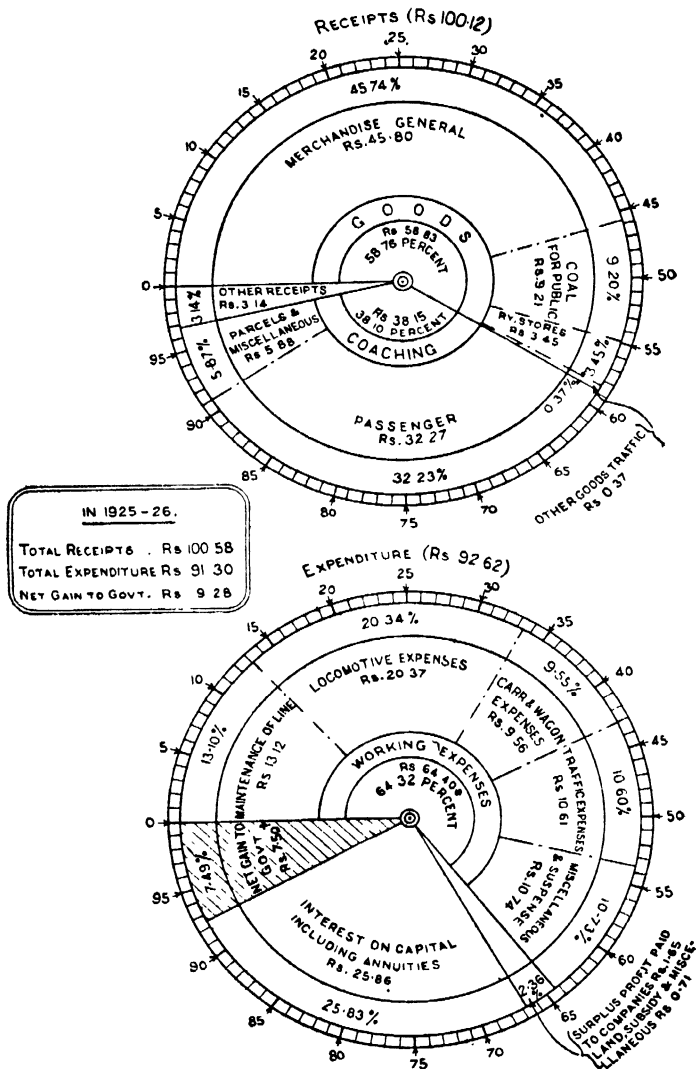 RECEIPTS (Rs 100·12)
0
5
10
15
20
25
30
35
40
45
50
55
60
65
70
75
80
85
90
95
45 74%
MERCHANDISE GENERAL
Rs. 45·80
GOODS
Rs 58 83
58 76 PERCENT
COAL
FOR PUBLIC
RS. 9 21
9 20%
RY. STORES
RS 3 45
3.45%
0.37%
OTHER GOODS TRAFFIC
RS 0 37
OTHER RECEIPTS
Rs. 3 14
3 14%
PARCELS &
MISCELLANEOUS
Rs 5 88
5·87%
RS 38 15
38 10 PERCENT
COACHING
PASSENGER
Rs. 32 27
32 23%
IN 1925-26.
TOTAL RECEIPTS . Rs 100 58
TOTAL EXPENDITURE Rs 91 30
NET GAIN TO GOVT. Rs 9 28
EXPENDITURE (Rs 92 62)
0
5
10
15
20
25
30
35
40
45
50
55
60
65
70
75
80
85
90
95
20 34%
LOCOMOTIVE EXPENSES
Rs. 20 37
9·55%
CARR & WAGON
EXPENSES
Rs. 9 56
13·10%
MAINTENANCE OF LINE
Rs 13 12
WORKING EXPENSES
Rs 64 408
64 32 PERCENT
TRAFFIC EXPENSES
Rs 10 61
10 60%
MISCELLANEOUS
& SUSPENSE
Rs. 10 74
10-73%
NET GAIN TO
GOVT
Rs 7.50
7.49%
INTEREST ON CAPITAL
INCLUDING ANNUITIES
Rs. 25·86
25·83%
2·36
%
(SURPLUS PROFIT PAID
TO COMPANIES Rs. 1-65
LAND, SUBSIDY & MISCE-
LLANEOUS RS 0·71